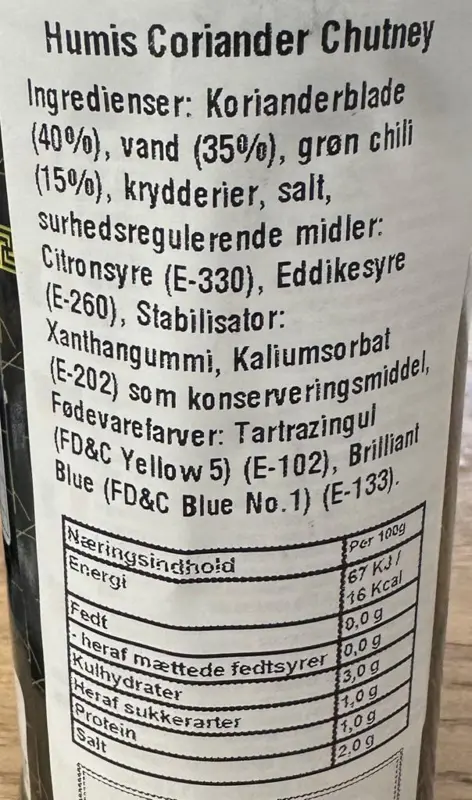 Humis Coriander Chutney
Ingredienser: Korianderblade
(40%), vand (35%), grøn chili
(15%), krydderier, salt,
surhedsregulerende midler:
Citronsyre (E-330), Eddikesyre
(E-260), Stabilisator:
Xanthangummi, Kaliumsorbat
(E-202) som konserveringsmiddel,
Fødevarefarver: Tartrazingul
(FD&C Yellow 5) (E-102), Brilliant
Blue (FD&C Blue No.1) (E-133).
Næringsindhold Per 100g
Energi 67 KJ /
16 Kcal
Fedt 0,0 g
- heraf mættede fedtsyrer 0,0 g
Kulhydrater 3,0 g
Heraf sukkerarter 1,0 g
Protein 1,0 g
Salt 2,0 g